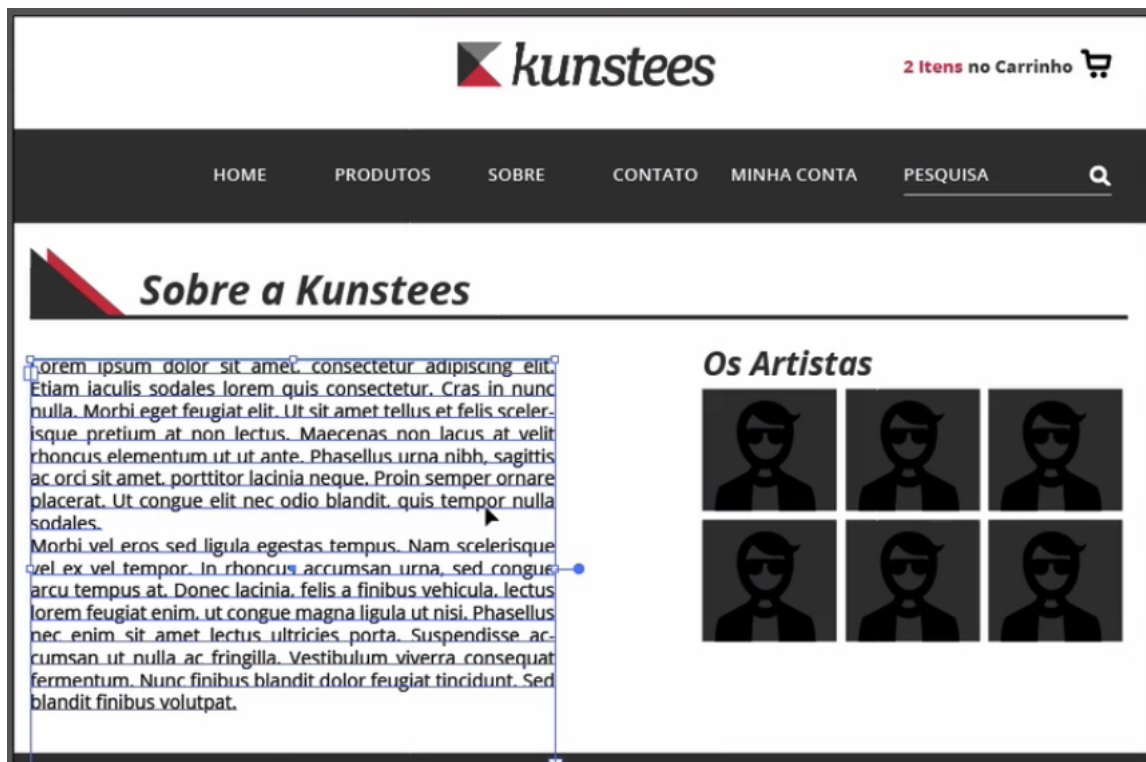 kunstees
2 Itens no Carrinho
HOME PRODUTOS SOBRE CONTATO MINHA CONTA PESQUISA
Sobre a Kunstees
Lorem ipsum dolor sit amet, consectetur adipiscing elit.
Etiam iaculis sodales lorem quis consectetur. Cras in nunc
nulla. Morbi eget feugiat elit. Ut sit amet tellus et felis sceler-
isque pretium at non lectus. Maecenas non lacus at velit
rhoncus elementum ut ut ante. Phasellus urna nibh, sagittis
ac orci sit amet, porttitor lacinia neque. Proin semper ornare
placerat. Ut congue elit nec odio blandit, quis tempor nulla
sodales.
Morbi vel eros sed ligula egestas tempus. Nam scelerisque
vel ex vel tempor. In rhoncus accumsan urna, sed congue
arcu tempus at. Donec lacinia, felis a finibus vehicula, lectus
lorem feugiat enim, ut congue magna ligula ut nisi. Phasellus
nec enim sit amet lectus ultricies porta. Suspendisse ac-
cumsan ut nulla ac fringilla. Vestibulum viverra consequat
fermentum. Nunc finibus blandit dolor feugiat tincidunt. Sed
blandit finibus volutpat.
Os Artistas